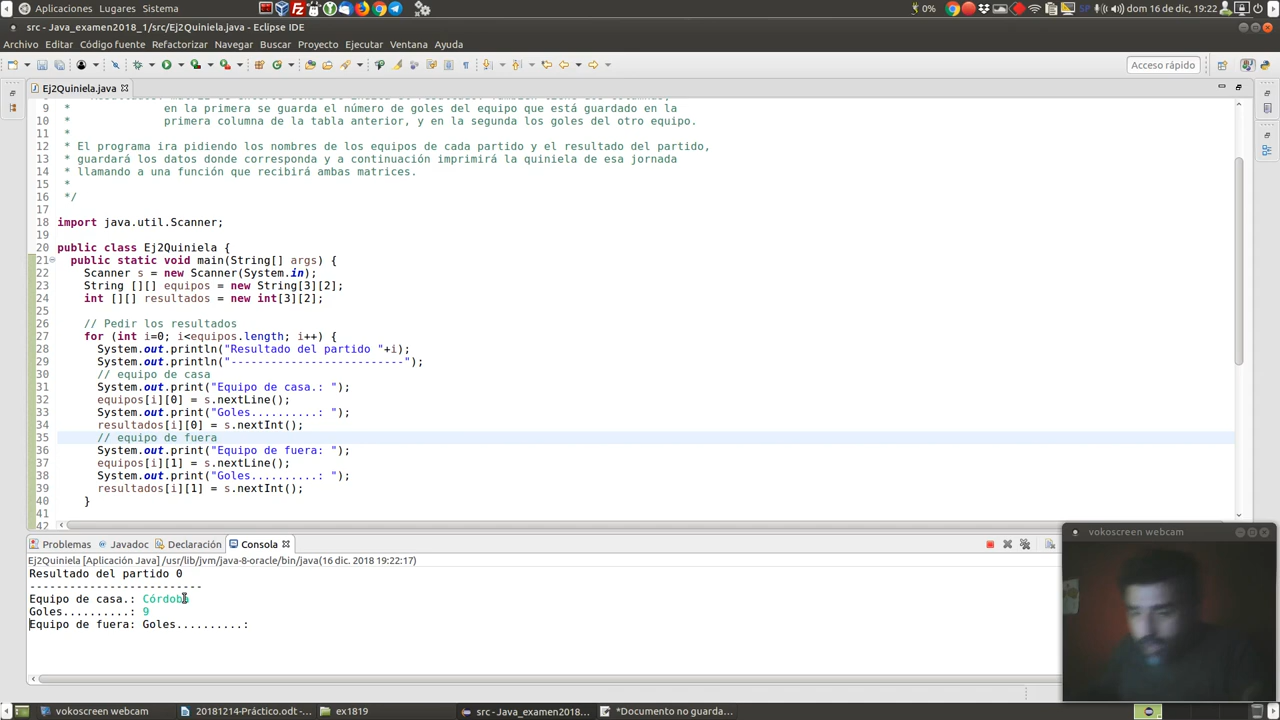 Aplicaciones Lugares Sistema
0% SP dom 16 de dic, 19:22
src - Java_examen2018_1/src/Ej2Quiniela.java - Eclipse IDE
Archivo Editar Código fuente Refactorizar Navegar Buscar Proyecto Ejecutar Ventana Ayuda
Acceso rápido
Ej2Quiniela.java
9 * en la primera se guarda el número de goles del equipo que está guardado en la
10 * primera columna de la tabla anterior, y en la segunda los goles del otro equipo.
11 *
12 * El programa ira pidiendo los nombres de los equipos de cada partido y el resultado del partido,
13 * guardará los datos donde corresponda y a continuación imprimirá la quiniela de esa jornada
14 * llamando a una función que recibirá ambas matrices.
15 *
16 */
17
18 import java.util.Scanner;
19
20 public class Ej2Quiniela {
21 public static void main(String[] args) {
22 Scanner s = new Scanner(System.in);
23 String [][] equipos = new String[3][2];
24 int [][] resultados = new int[3][2];
25
26 // Pedir los resultados
27 for (int i=0; i<equipos.length; i++) {
28 System.out.println("Resultado del partido "+i);
29 System.out.println("--------------------------");
30 // equipo de casa
31 System.out.print("Equipo de casa.: ");
32 equipos[i][0] = s.nextLine();
33 System.out.print("Goles..........: ");
34 resultados[i][0] = s.nextInt();
35 // equipo de fuera
36 System.out.print("Equipo de fuera: ");
37 equipos[i][1] = s.nextLine();
38 System.out.print("Goles..........: ");
39 resultados[i][1] = s.nextInt();
40 }
41
42
Problemas Javadoc Declaración Consola
Ej2Quiniela [Aplicación Java] /usr/lib/jvm/java-8-oracle/bin/java(16 dic. 2018 19:22:17)
Resultado del partido 0
--------------------------
Equipo de casa.: Córdoba
Goles..........: 9
Equipo de fuera: Goles..........:
vokoscreen webcam
vokoscreen webcam 20181214-Práctico.odt -... ex1819 src - Java_examen2018... *Documento no guarda...